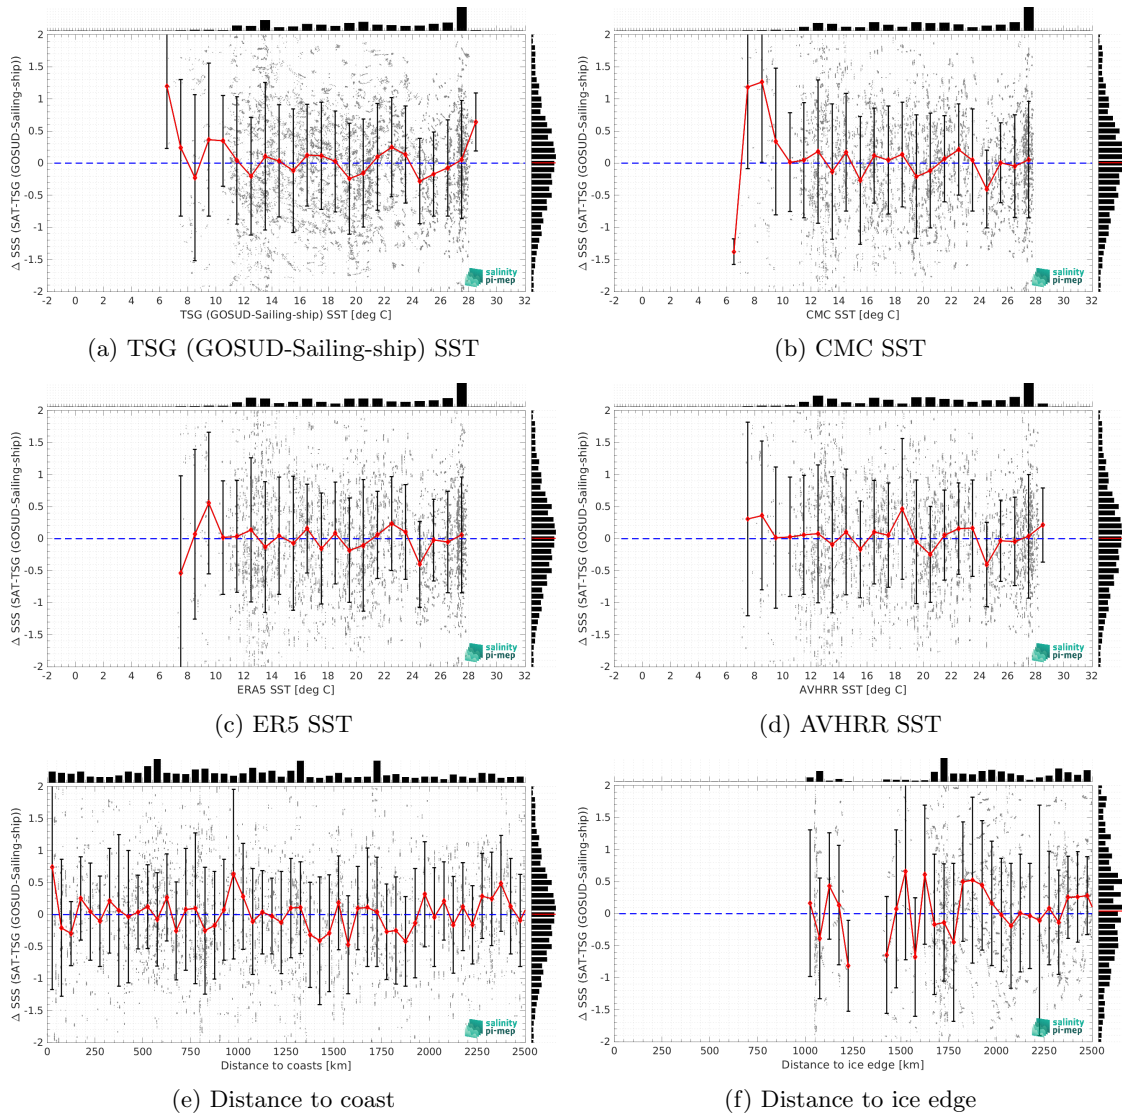 2
1.5
1
0.5
0
-0.5
-1
-1.5
-2
Δ SSS (SAT-TSG (GOSUD-Sailing-ship))
salinity
pi-mep
-2 0 2 4 6 8 10 12 14 16 18 20 22 24 26 28 30 32
TSG (GOSUD-Sailing-ship) SST [deg C]
(a) TSG (GOSUD-Sailing-ship) SST
2
1.5
1
0.5
0
-0.5
-1
-1.5
-2
Δ SSS (SAT-TSG (GOSUD-Sailing-ship))
salinity
pi-mep
-2 0 2 4 6 8 10 12 14 16 18 20 22 24 26 28 30 32
CMC SST [deg C]
(b) CMC SST
2
1.5
1
0.5
0
-0.5
-1
-1.5
-2
Δ SSS (SAT-TSG (GOSUD-Sailing-ship))
salinity
pi-mep
-2 0 2 4 6 8 10 12 14 16 18 20 22 24 26 28 30 32
ERA5 SST [deg C]
(c) ER5 SST
2
1.5
1
0.5
0
-0.5
-1
-1.5
-2
Δ SSS (SAT-TSG (GOSUD-Sailing-ship))
salinity
pi-mep
-2 0 2 4 6 8 10 12 14 16 18 20 22 24 26 28 30 32
AVHRR SST [deg C]
(d) AVHRR SST
2
1.5
1
0.5
0
-0.5
-1
-1.5
-2
Δ SSS (SAT-TSG (GOSUD-Sailing-ship))
salinity
pi-mep
0 250 500 750 1000 1250 1500 1750 2000 2250 2500
Distance to coasts [km]
(e) Distance to coast
2
1.5
1
0.5
0
-0.5
-1
-1.5
-2
Δ SSS (SAT-TSG (GOSUD-Sailing-ship))
salinity
pi-mep
0 250 500 750 1000 1250 1500 1750 2000 2250 2500
Distance to ice edge [km]
(f) Distance to ice edge